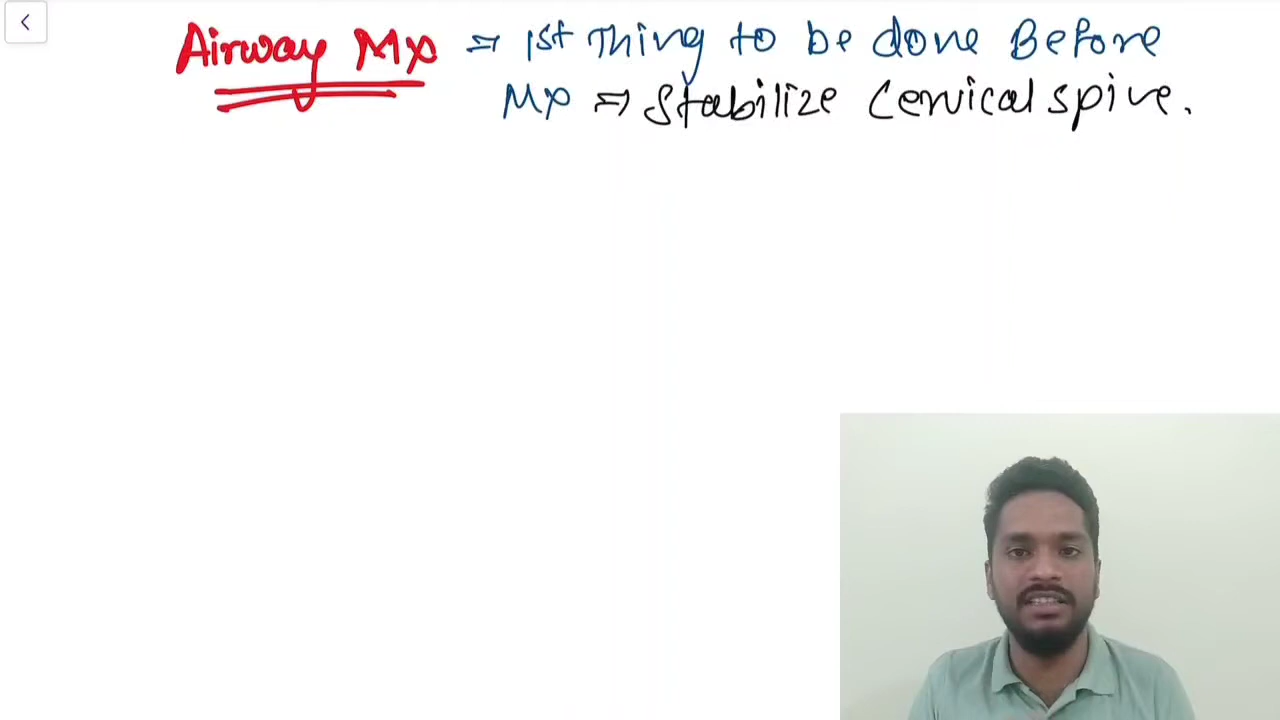 Airway Mx ⇒ 1st Thing to be done Before
Mx ⇒ Stabilize Cervical spine.